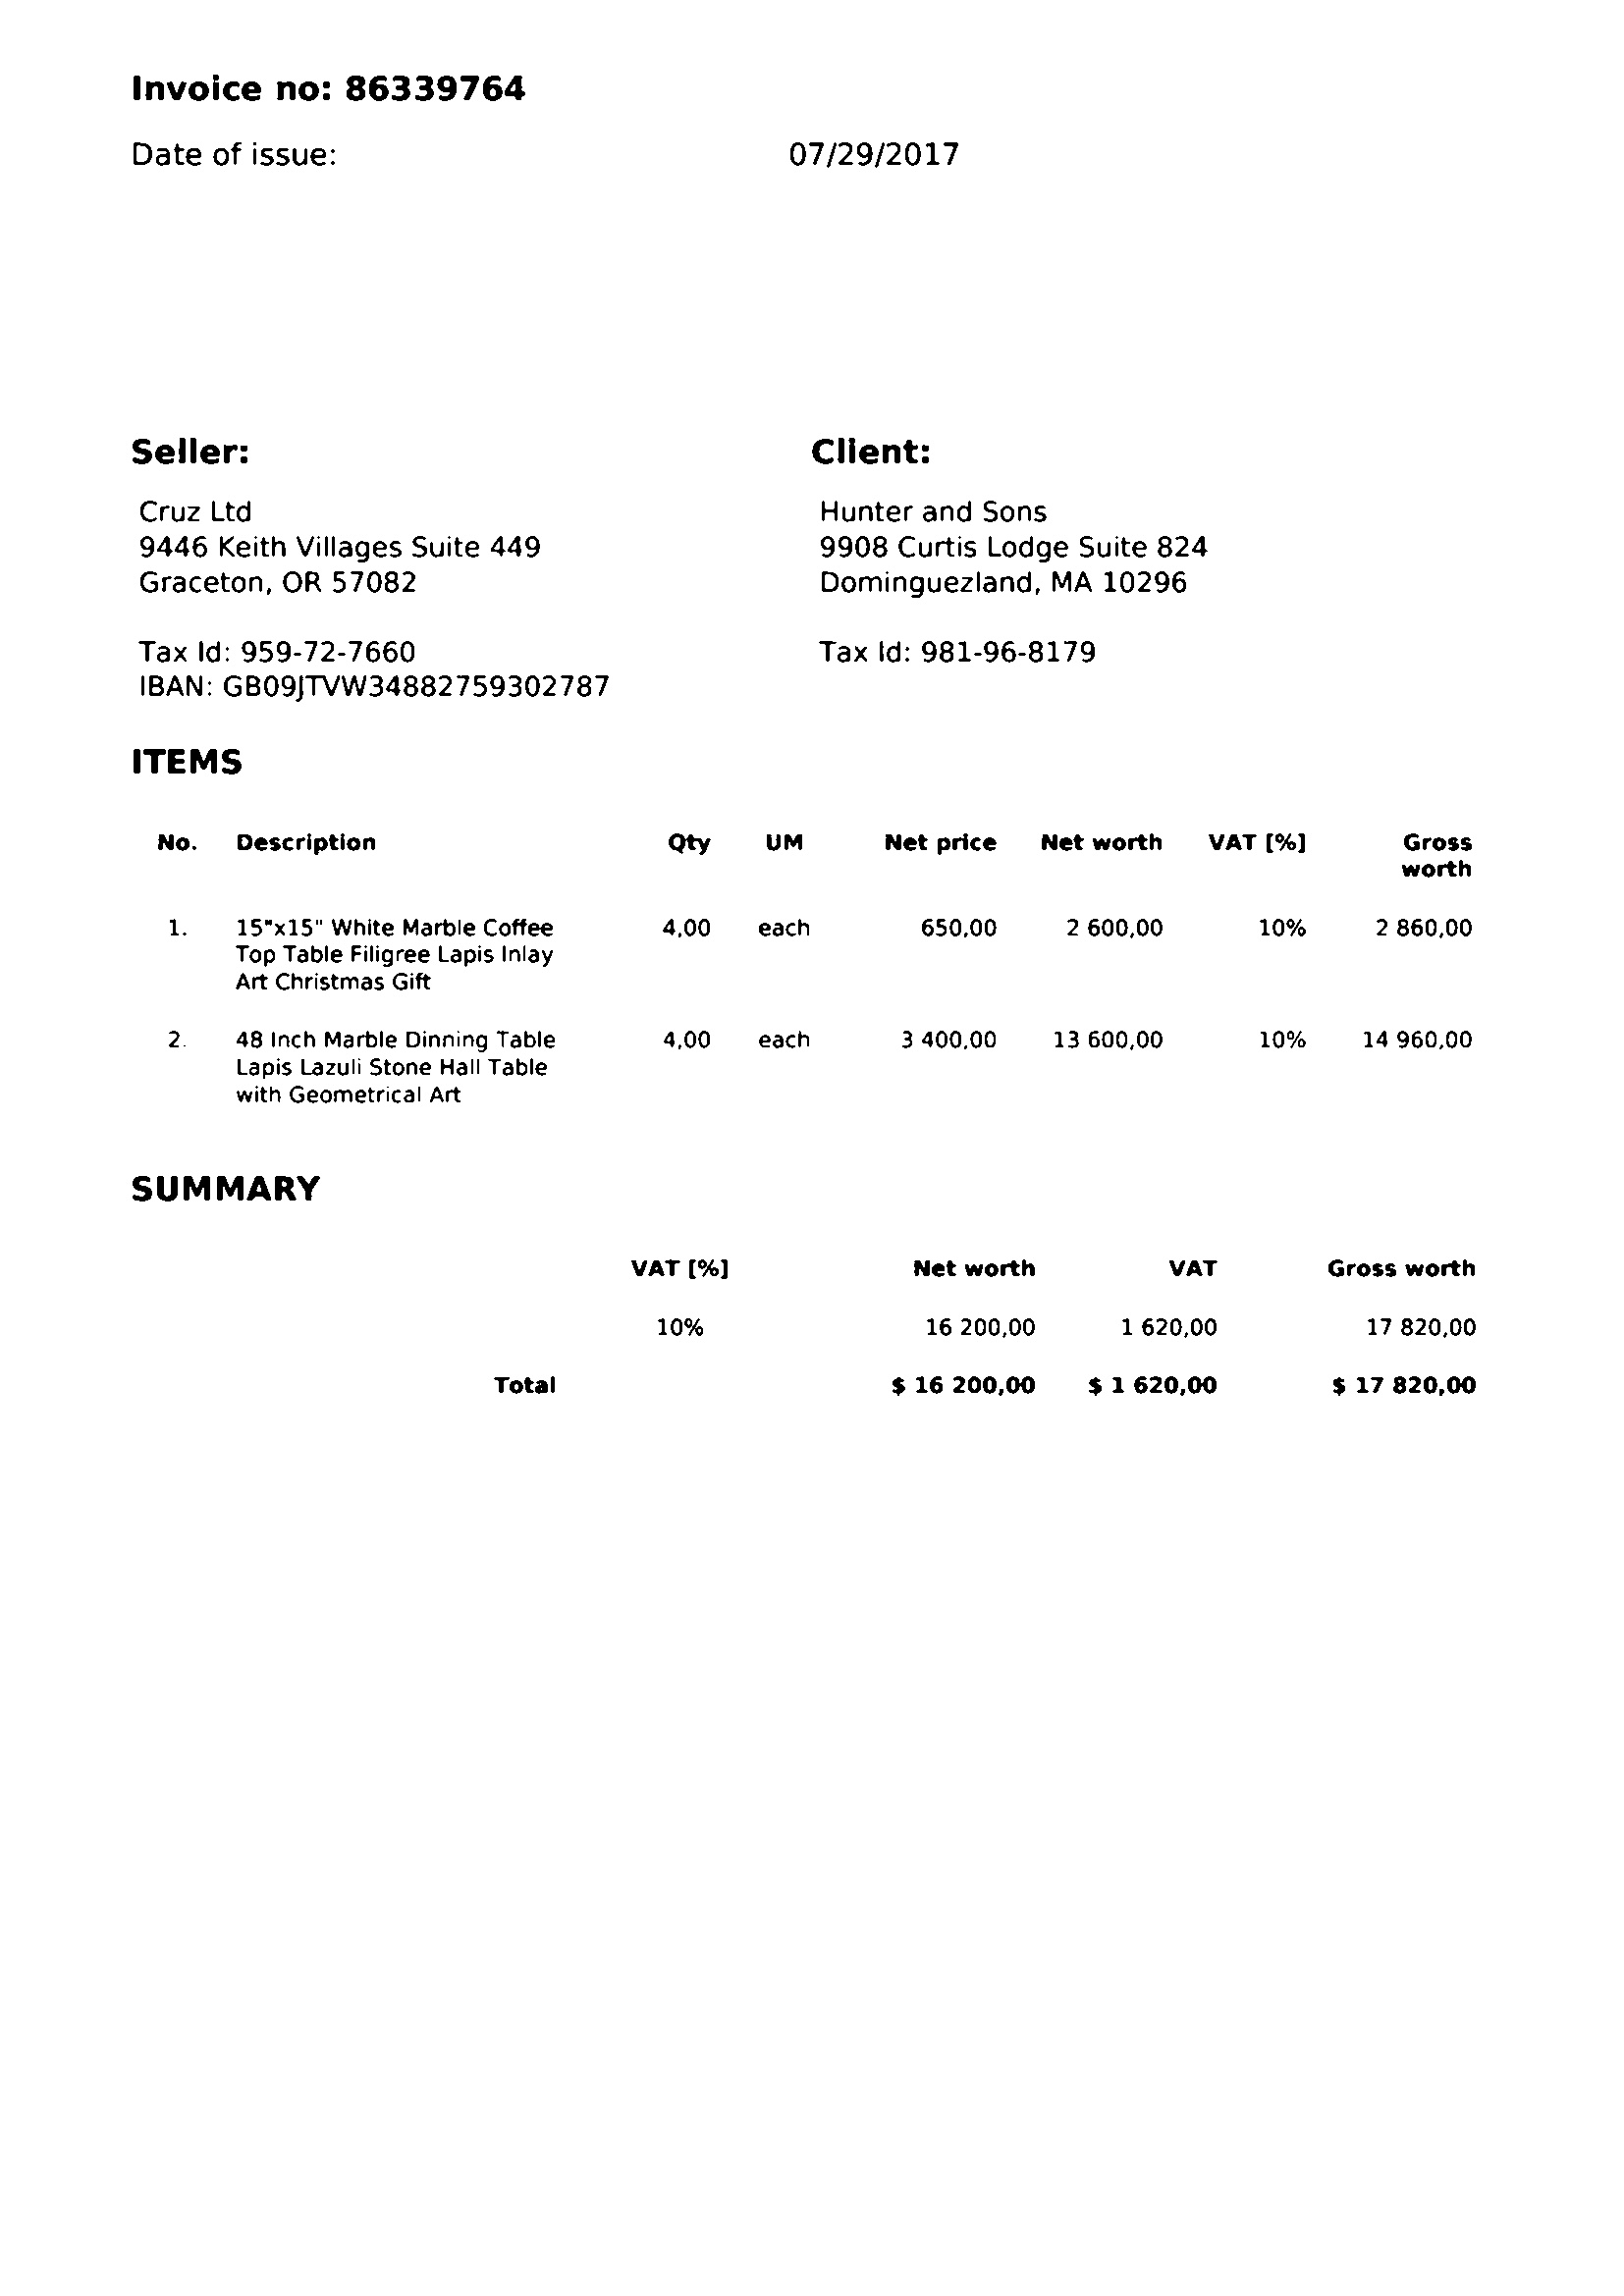 Invoice no: 86339764
Date of issue: 07/29/2017
Seller: Client:
Cruz Ltd Hunter and Sons
9446 Keith Villages Suite 449 9908 Curtis Lodge Suite 824
Graceton, OR 57082 Dominguezland, MA 10296
Tax Id: 959-72-7660 Tax Id: 981-96-8179
IBAN: GB09JTVW34882759302787
ITEMS
No. Description Qty UM Net price Net worth VAT [%] Gross
worth
1. 15"x15" White Marble Coffee 4,00 each 650,00 2 600,00 10% 2 860,00
Top Table Filigree Lapis Inlay
Art Christmas Gift
2. 48 Inch Marble Dinning Table 4,00 each 3 400,00 13 600,00 10% 14 960,00
Lapis Lazuli Stone Hall Table
with Geometrical Art
SUMMARY
VAT [%] Net worth VAT Gross worth
10% 16 200,00 1 620,00 17 820,00
Total $ 16 200,00 $ 1 620,00 $ 17 820,00